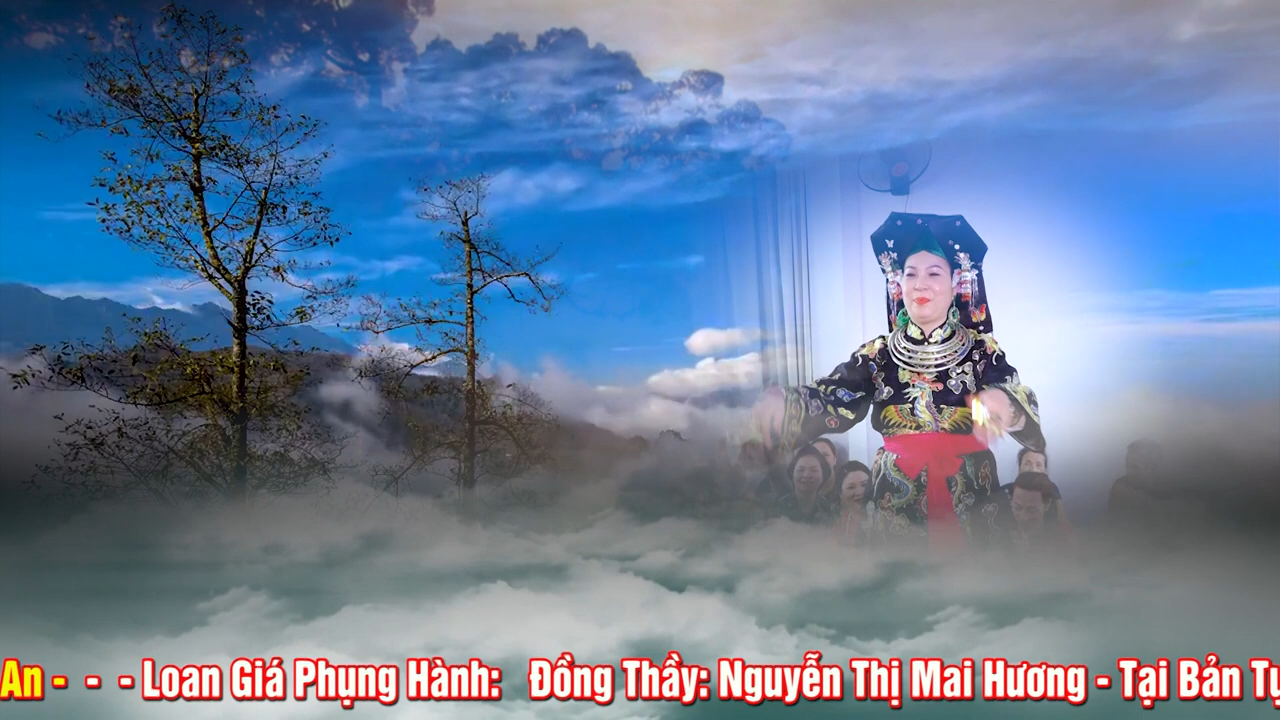 An - - - Loan Giá Phụng Hành: Đồng Thầy: Nguyễn Thị Mai Hương - Tại Bản